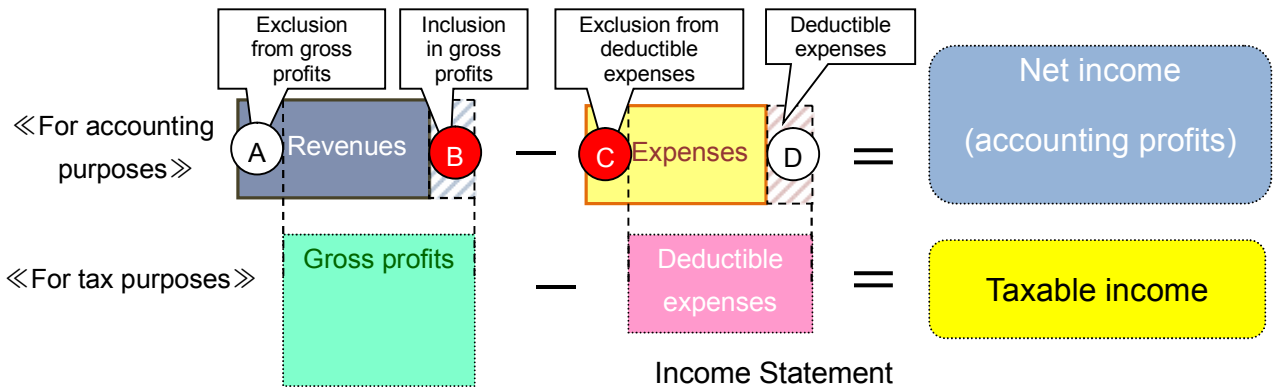 Exclusion
from gross
profits
Inclusion
in gross
profits
Exclusion from
deductible
expenses
Deductible
expenses
≪For accounting
purposes≫
A
Revenues
B
—
C
Expenses
D
=
Net income
(accounting profits)
≪For tax purposes≫
Gross profits
—
Deductible
expenses
=
Taxable income
Income Statement